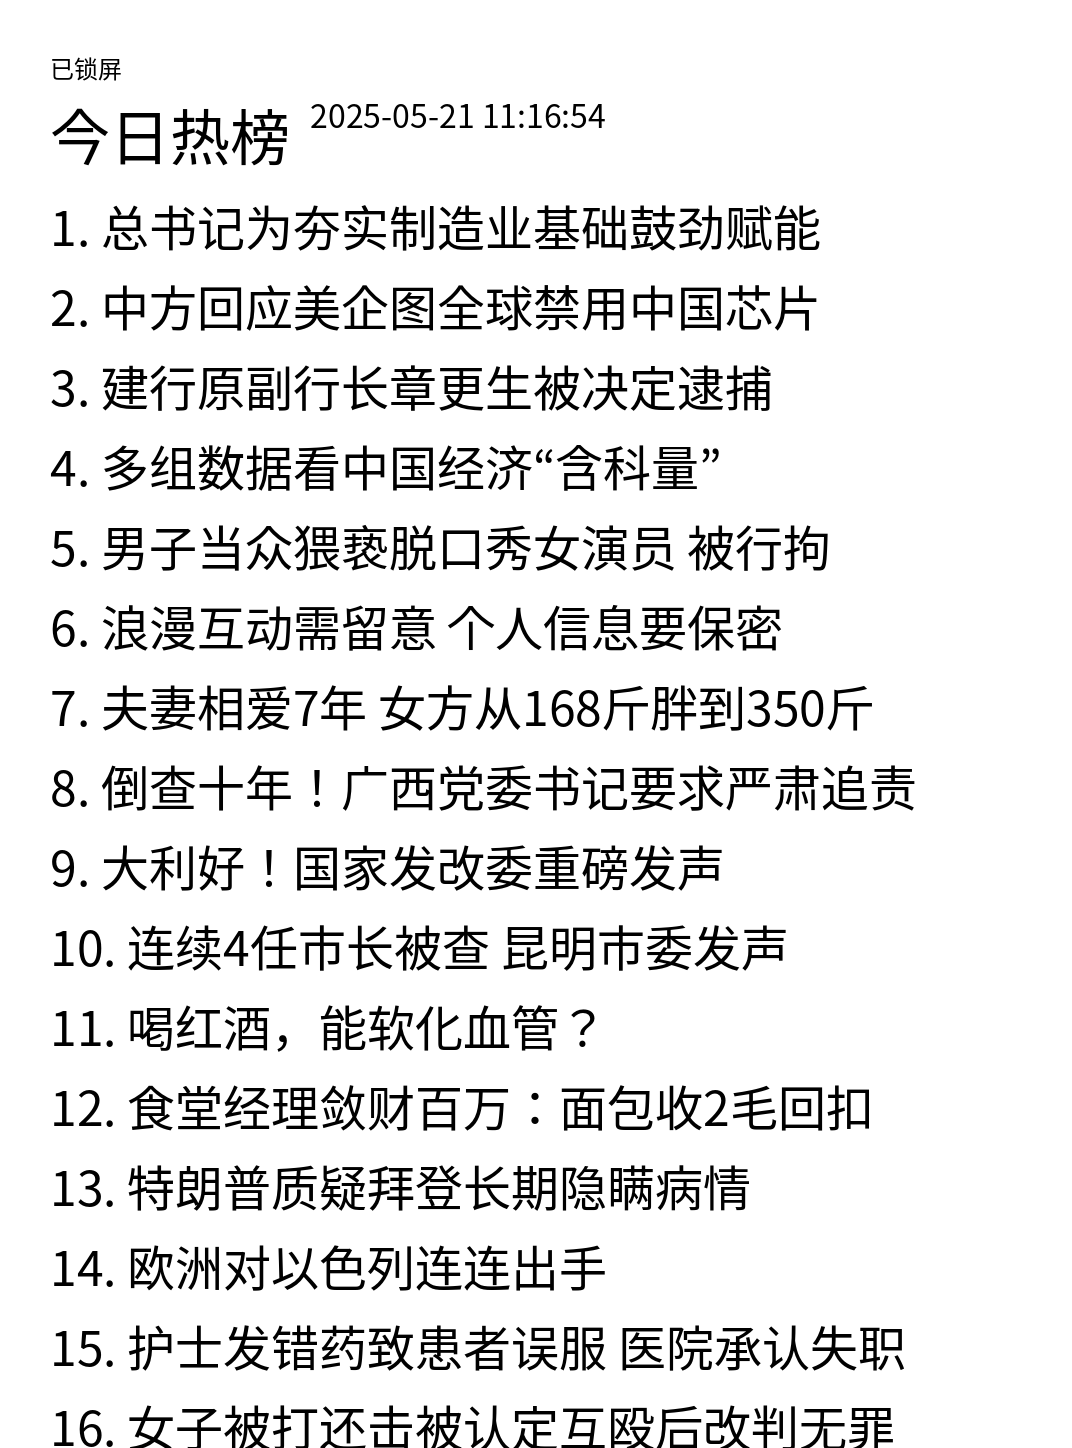 已锁屏
今日热榜 2025-05-21 11:16:54
1. 总书记为夯实制造业基础鼓劲赋能
2. 中方回应美企图全球禁用中国芯片
3. 建行原副行长章更生被决定逮捕
4. 多组数据看中国经济“含科量”
5. 男子当众猥亵脱口秀女演员 被行拘
6. 浪漫互动需留意 个人信息要保密
7. 夫妻相爱7年 女方从168斤胖到350斤
8. 倒查十年！广西党委书记要求严肃追责
9. 大利好！国家发改委重磅发声
10. 连续4任市长被查 昆明市委发声
11. 喝红酒，能软化血管？
12. 食堂经理敛财百万：面包收2毛回扣
13. 特朗普质疑拜登长期隐瞒病情
14. 欧洲对以色列连连出手
15. 护士发错药致患者误服 医院承认失职
16. 女子被打还击被认定互殴后改判无罪